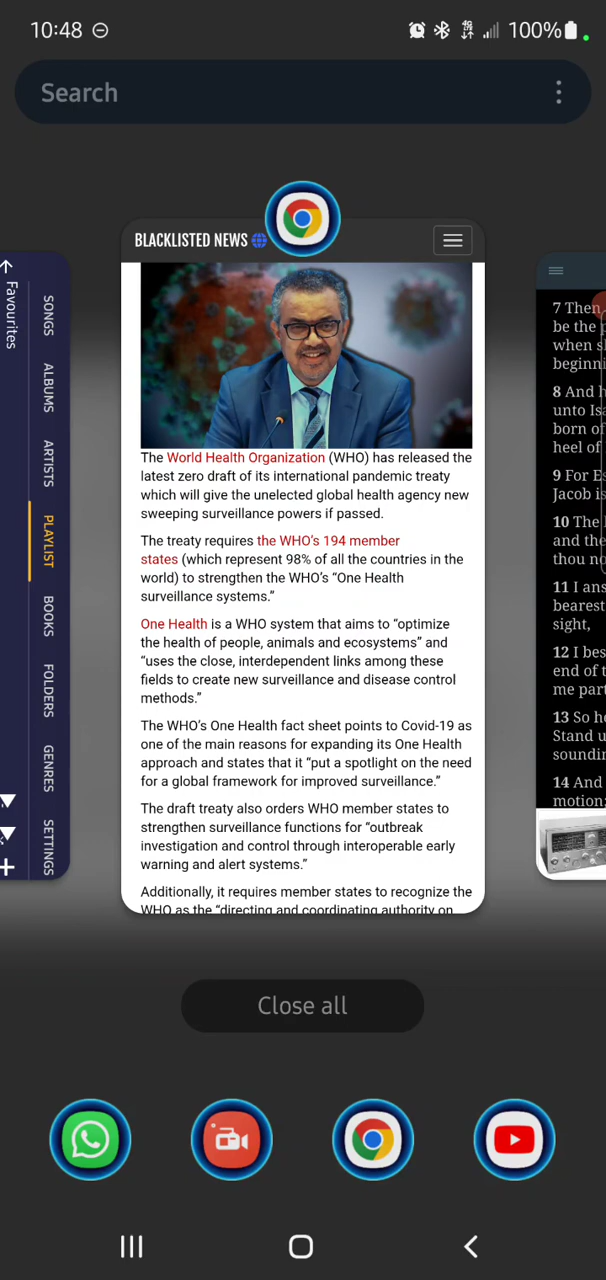 10:48
4G
100%
Search
BLACKLISTED NEWS
The World Health Organization (WHO) has released the
latest zero draft of its international pandemic treaty
which will give the unelected global health agency new
sweeping surveillance powers if passed.
The treaty requires the WHO's 194 member
states (which represent 98% of all the countries in the
world) to strengthen the WHO's “One Health
surveillance systems.”
One Health is a WHO system that aims to “optimize
the health of people, animals and ecosystems” and
“uses the close, interdependent links among these
fields to create new surveillance and disease control
methods.”
The WHO's One Health fact sheet points to Covid-19 as
one of the main reasons for expanding its One Health
approach and states that it “put a spotlight on the need
for a global framework for improved surveillance.”
The draft treaty also orders WHO member states to
strengthen surveillance functions for “outbreak
investigation and control through interoperable early
warning and alert systems.”
Additionally, it requires member states to recognize the
WHO as the “directing and coordinating authority on
Favourites
SONGS
ALBUMS
ARTISTS
PLAYLIST
BOOKS
FOLDERS
GENRES
SETTINGS
7 Then
be the p
when s
beginni
8 And h
unto Isa
born of
heel of
9 For Es
Jacob is
10 The
and the
thou no
11 I ans
bearest
sight,
12 I bes
end of t
me part
13 So he
Stand u
soundin
14 And
motion:
Close all